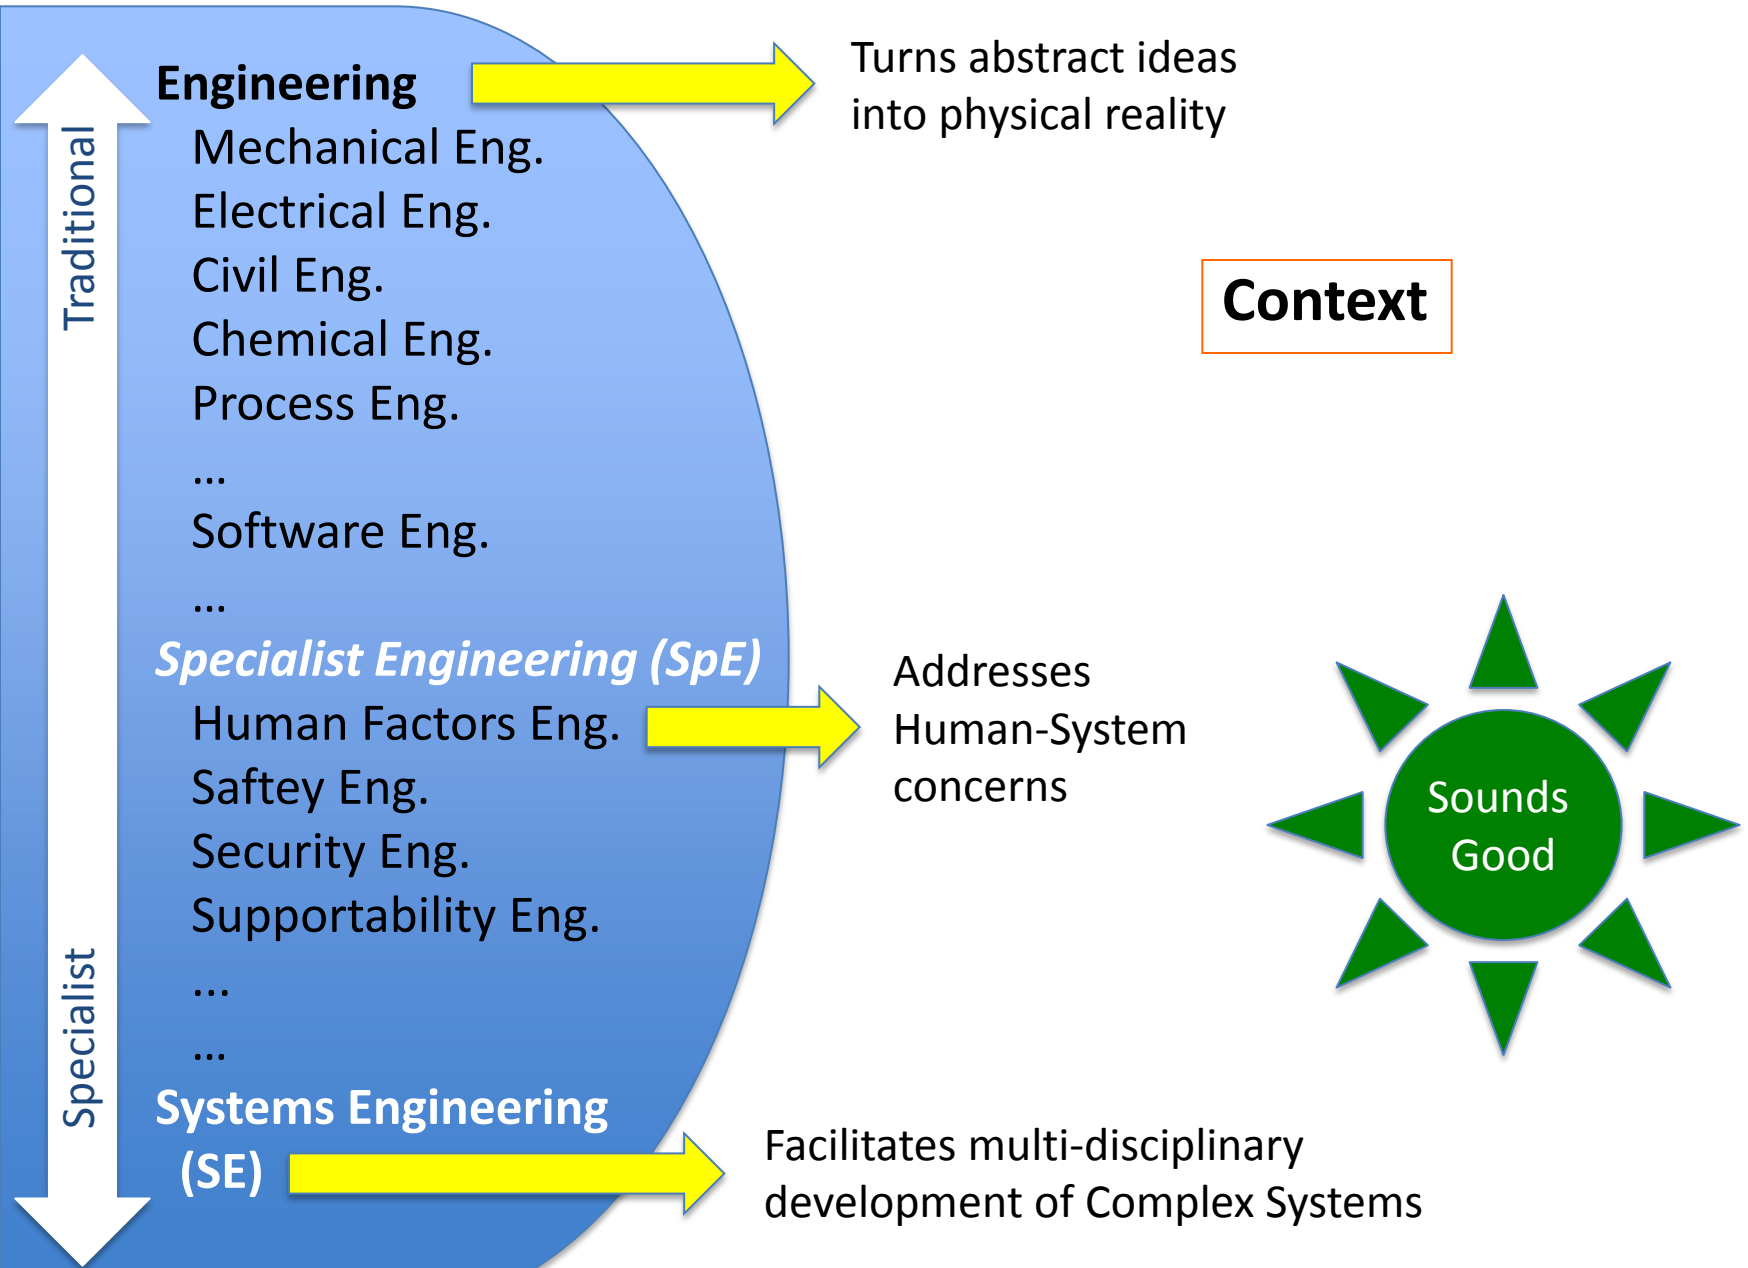 Engineering
Turns abstract ideas
into physical reality
Traditional
Mechanical Eng.
Electrical Eng.
Civil Eng.
Context
Chemical Eng.
Process Eng.
...
Software Eng.
...
Specialist Engineering (SpE)
Human Factors Eng.
Addresses
Human-System
concerns
Saftey Eng.
Security Eng.
Supportability Eng.
...
...
Sounds
Good
Specialist
Systems Engineering
(SE)
Facilitates multi-disciplinary
development of Complex Systems